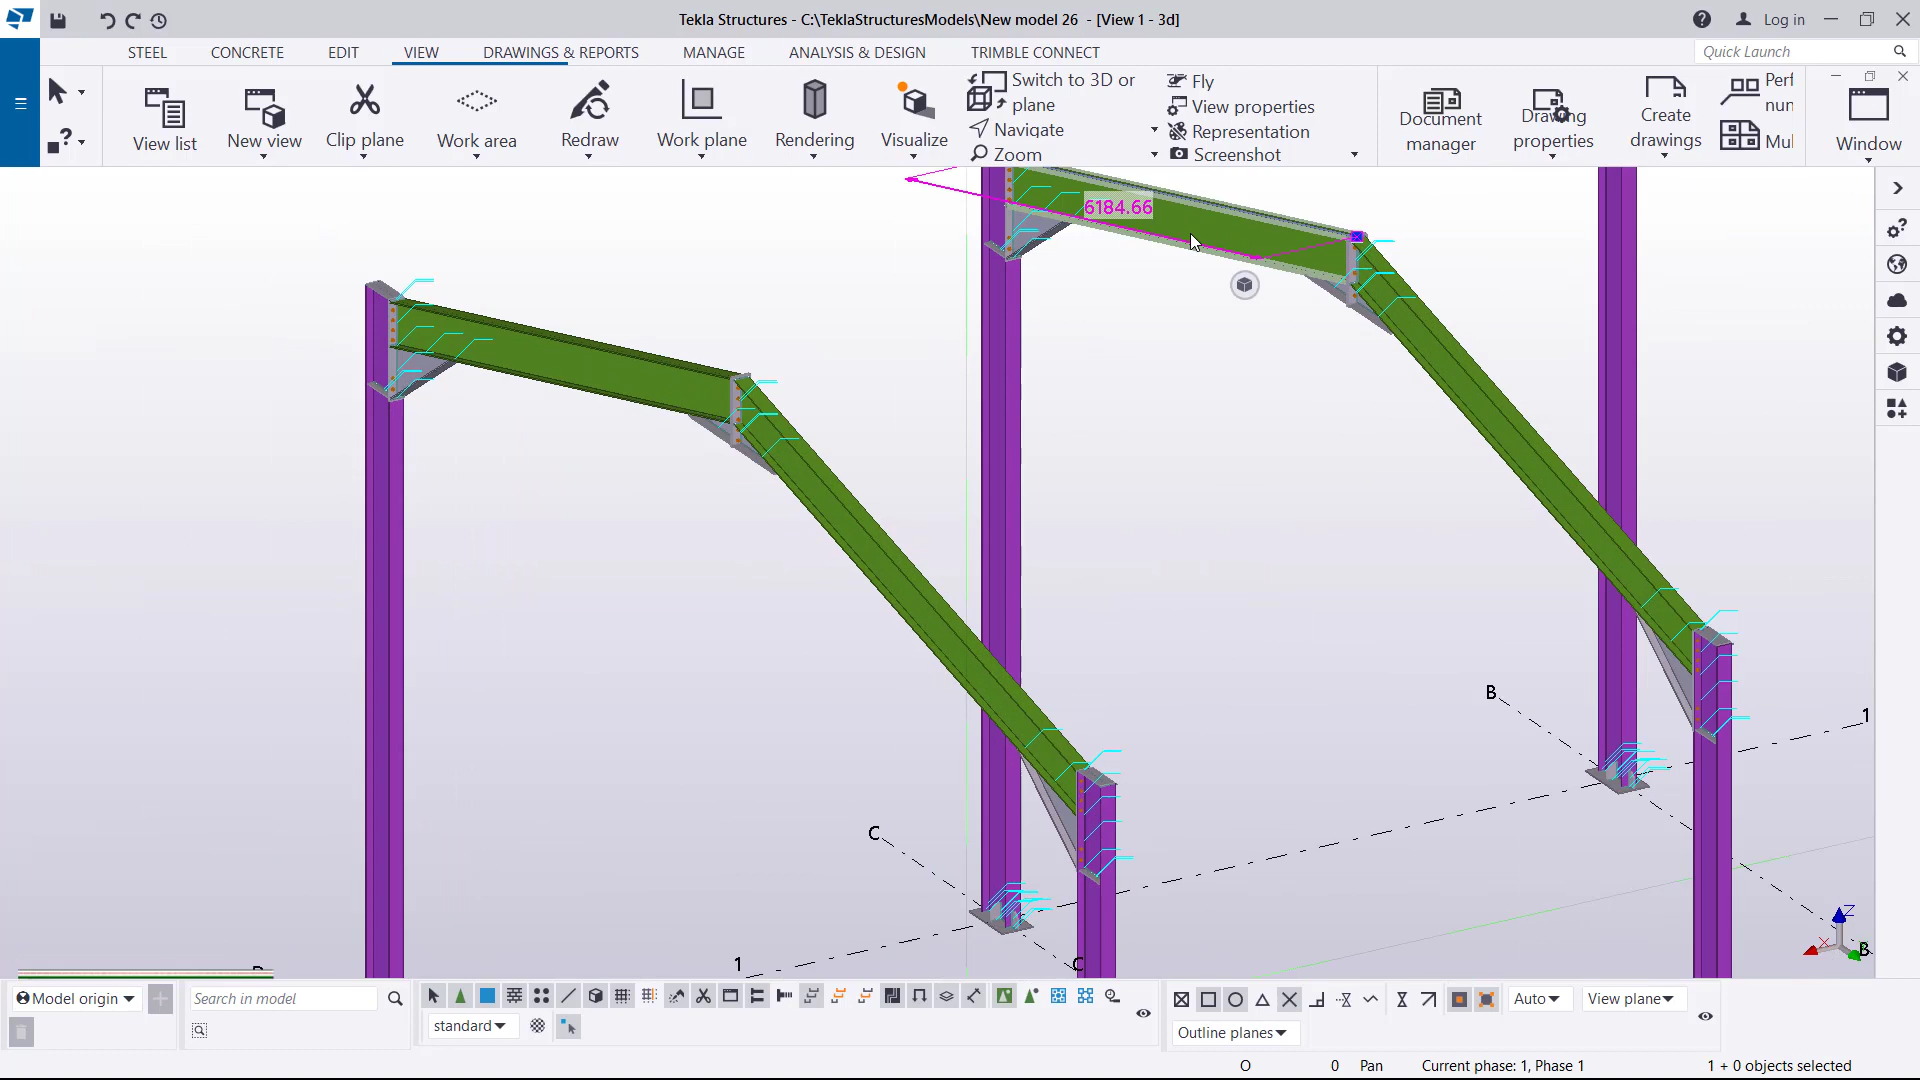 Tekla Structures - C:\TeklaStructuresModels\New model 26 - [View 1 - 3d]
Log in
STEEL CONCRETE EDIT VIEW DRAWINGS & REPORTS MANAGE ANALYSIS & DESIGN TRIMBLE CONNECT
Quick Launch
View list
New view
Clip plane
Work area
Redraw
Work plane
Rendering
Visualize
Switch to 3D or
plane
Navigate
Zoom
Fly
View properties
Representation
Screenshot
Document
manager
Drawing
properties
Create
drawings
Perf
nun
Mul
Window
6184.66
B
1
C
1
C
B
Z
X
Model origin
Search in model
standard
Auto
View plane
Outline planes
O 0 Pan Current phase: 1, Phase 1 1 + 0 objects selected